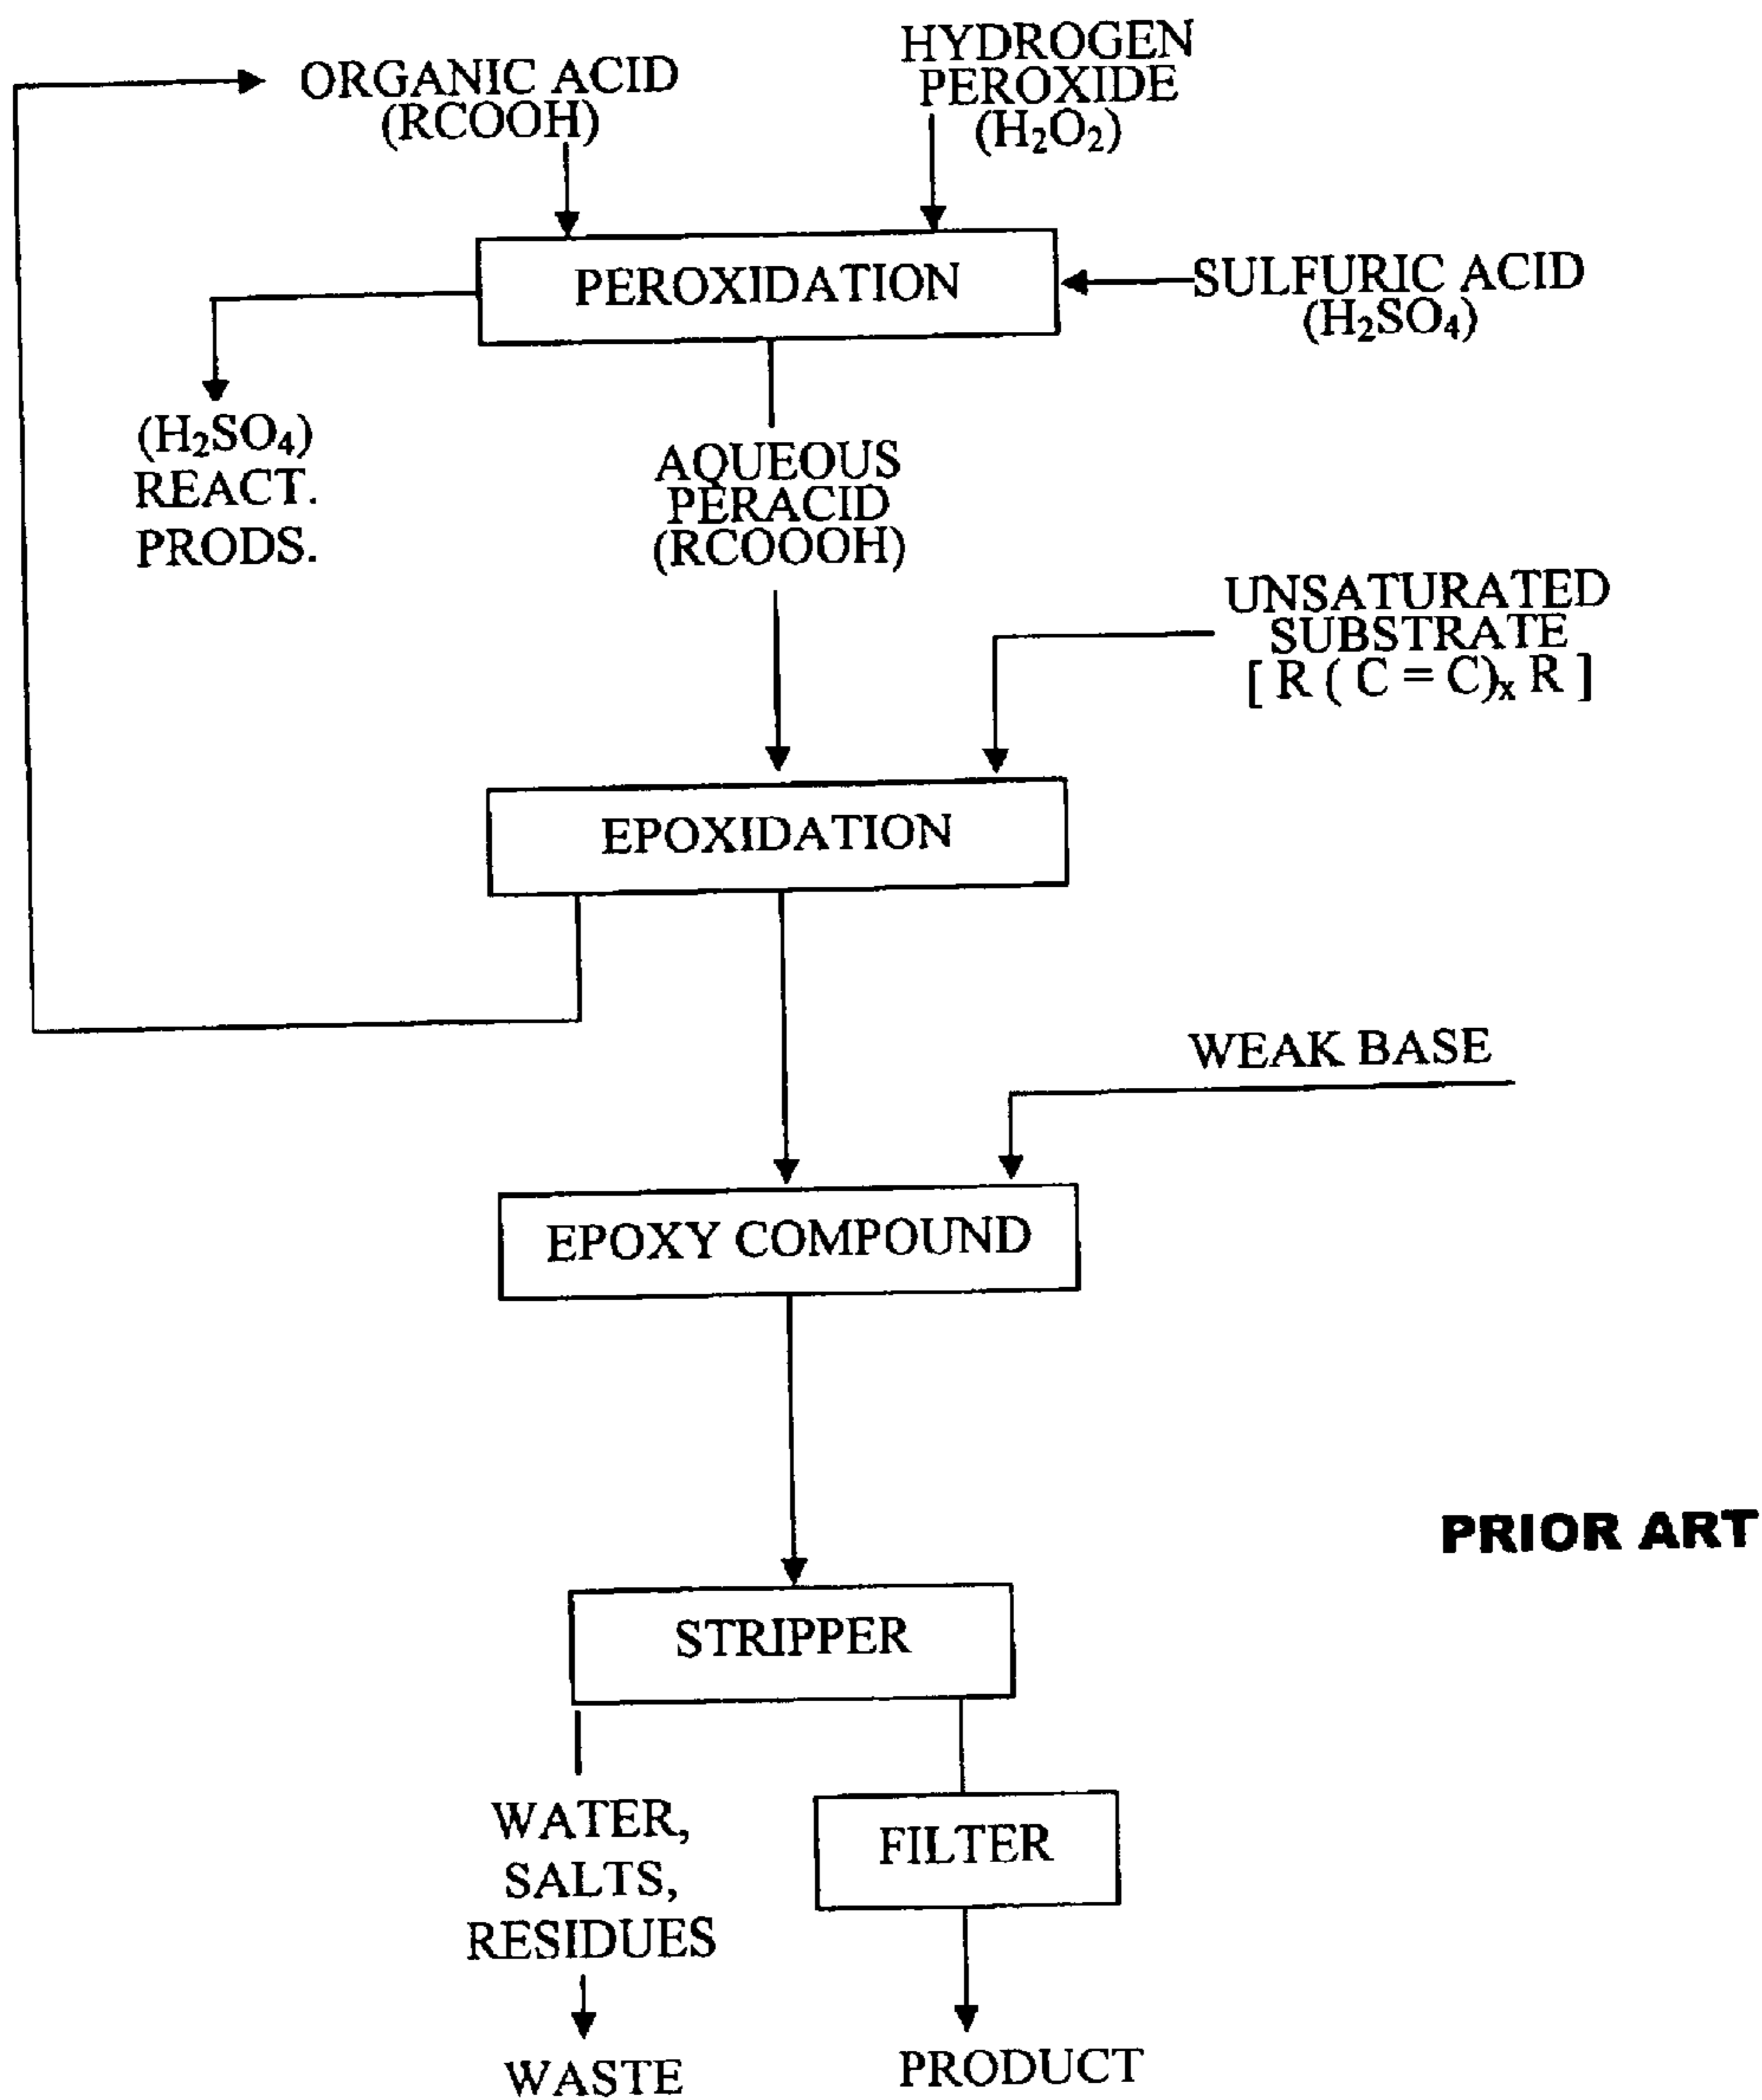 ORGANIC ACID
(RCOOH)
HYDROGEN
PEROXIDE
(H₂O₂)
PEROXIDATION
SULFURIC ACID
(H₂SO₄)
(H₂SO₄)
REACT.
PRODS.
AQUEOUS
PERACID
(RCOOOH)
UNSATURATED
SUBSTRATE
[ R ( C = C)ₓ R ]
EPOXIDATION
WEAK BASE
EPOXY COMPOUND
PRIOR ART
STRIPPER
WATER,
SALTS,
RESIDUES
FILTER
WASTE
PRODUCT